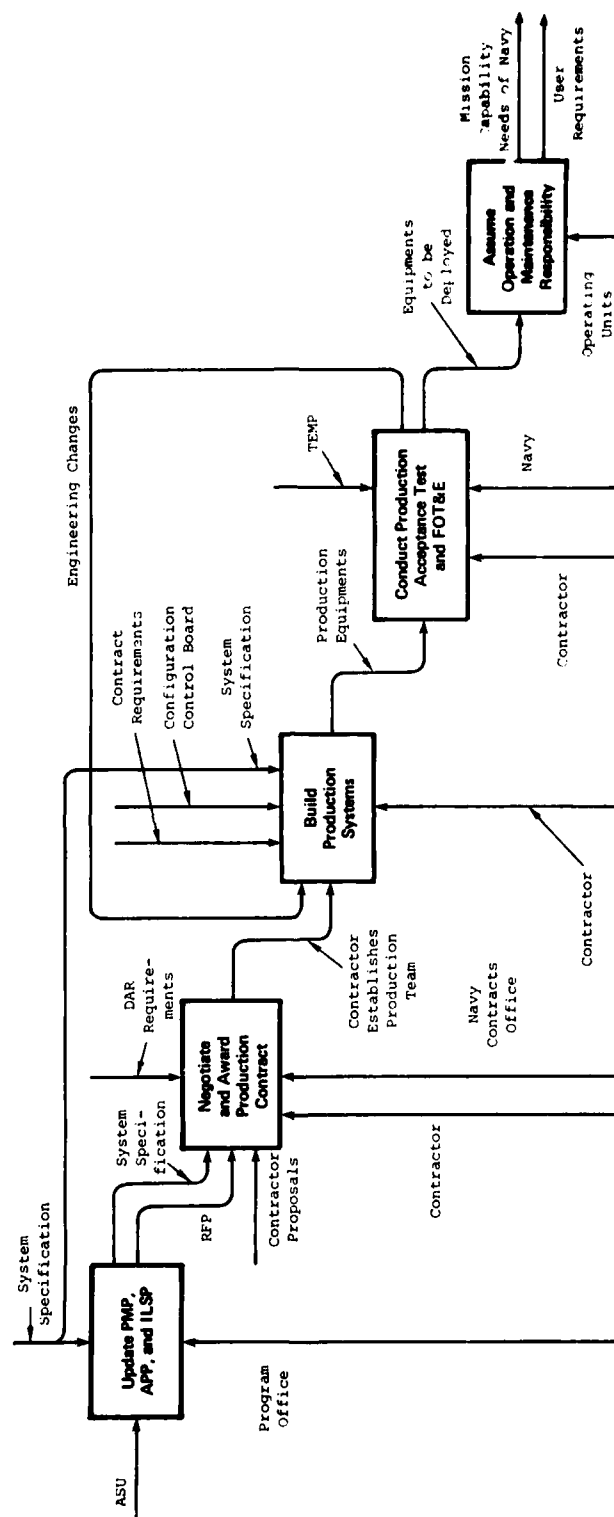 ASU
System
Specification
Update PMP,
APP, and ILSP
Program
Office
System
Speci-
fication
RFP
Contractor
Proposals
DAR
Require-
ments
Negotiate
and Award
Production
Contract
Contractor
Navy
Contracts
Office
Contractor
Establishes
Production
Team
Engineering Changes
Contract
Requirements
Configuration
Control Board
System
Specification
Build
Production
Systems
Contractor
Production
Equipments
TEMP
Conduct Production
Acceptance Test
and FOT&E
Contractor
Navy
Equipments
to be
Deployed
Assume
Operation and
Maintenance
Responsibility
Operating
Units
Mission
Capability
Needs of Navy
User
Requirements